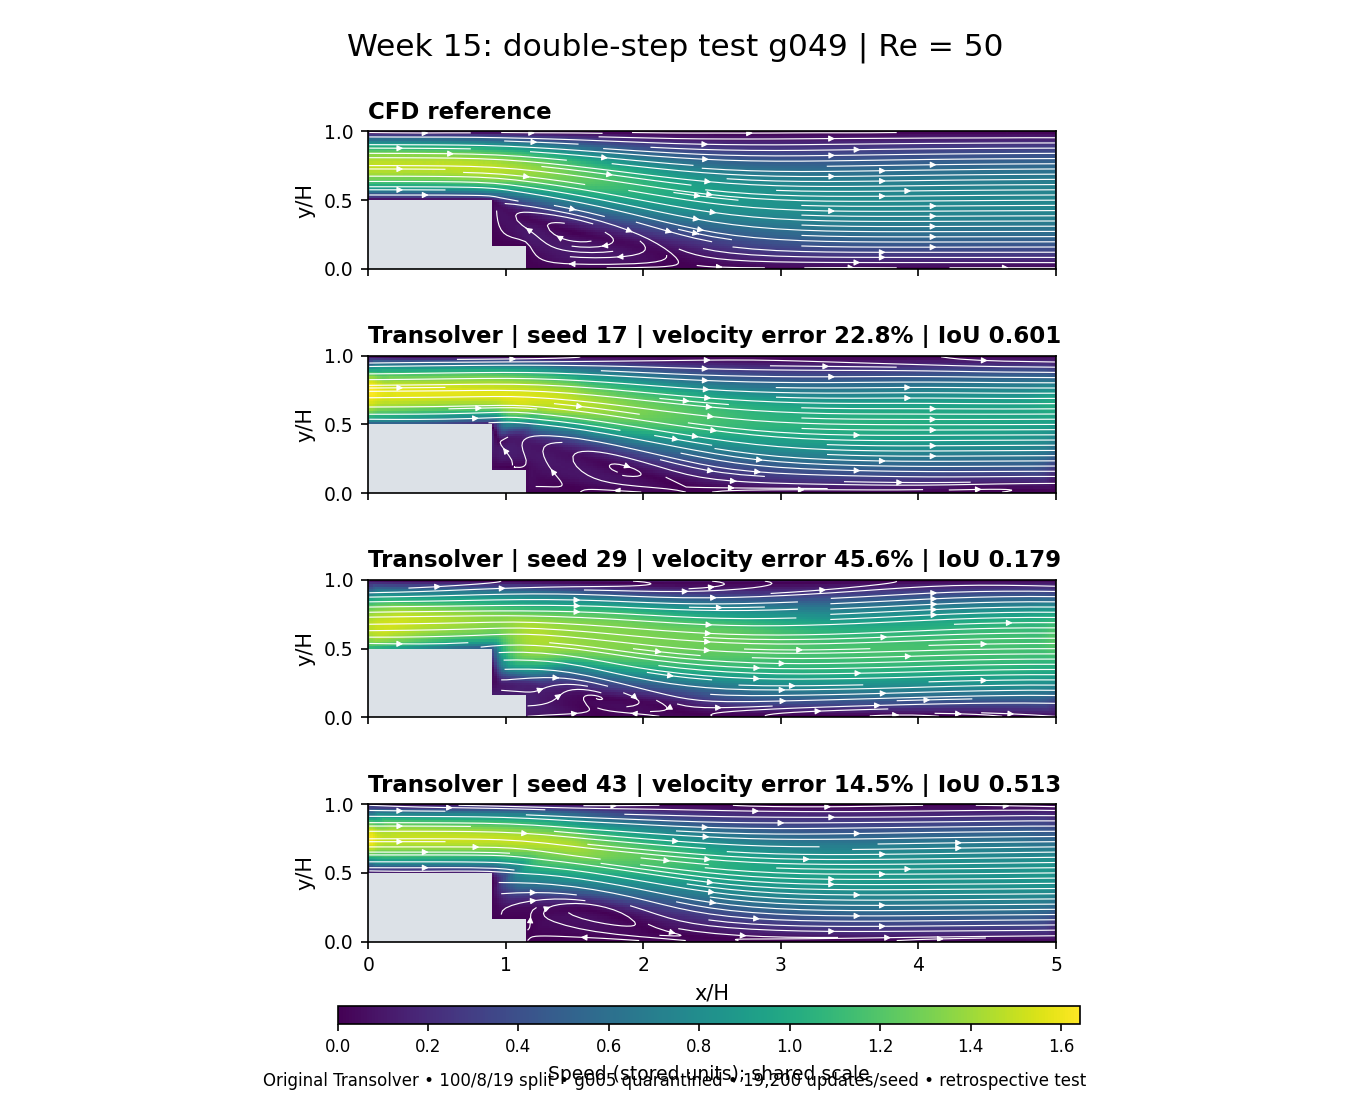 Week 15: double-step test g049 | Re = 50
CFD reference
1.0
0.5
0.0
y/H
Transolver | seed 17 | velocity error 22.8% | IoU 0.601
1.0
0.5
0.0
y/H
Transolver | seed 29 | velocity error 45.6% | IoU 0.179
1.0
0.5
0.0
y/H
Transolver | seed 43 | velocity error 14.5% | IoU 0.513
1.0
0.5
0.0
y/H
0 1 2 3 4 5
x/H
0.0 0.2 0.4 0.6 0.8 1.0 1.2 1.4 1.6
Speed (stored units); shared scale
Original Transolver • 100/8/19 split • g005 quarantined • 19,200 updates/seed • retrospective test